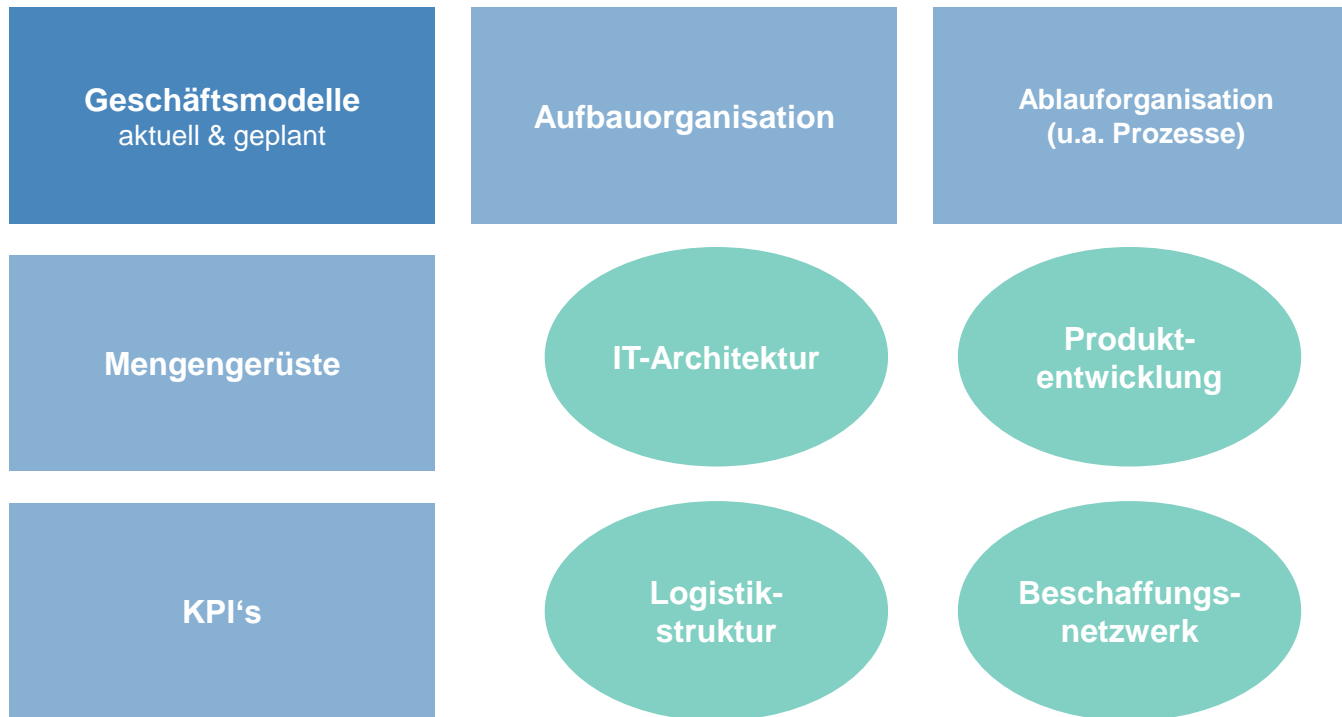 Geschäftsmodelle
aktuell & geplant
Aufbauorganisation
Ablauforganisation
(u.a. Prozesse)
Mengengerüste
IT-Architektur
Produkt-
entwicklung
KPI‘s
Logistik-
struktur
Beschaffungs-
netzwerk